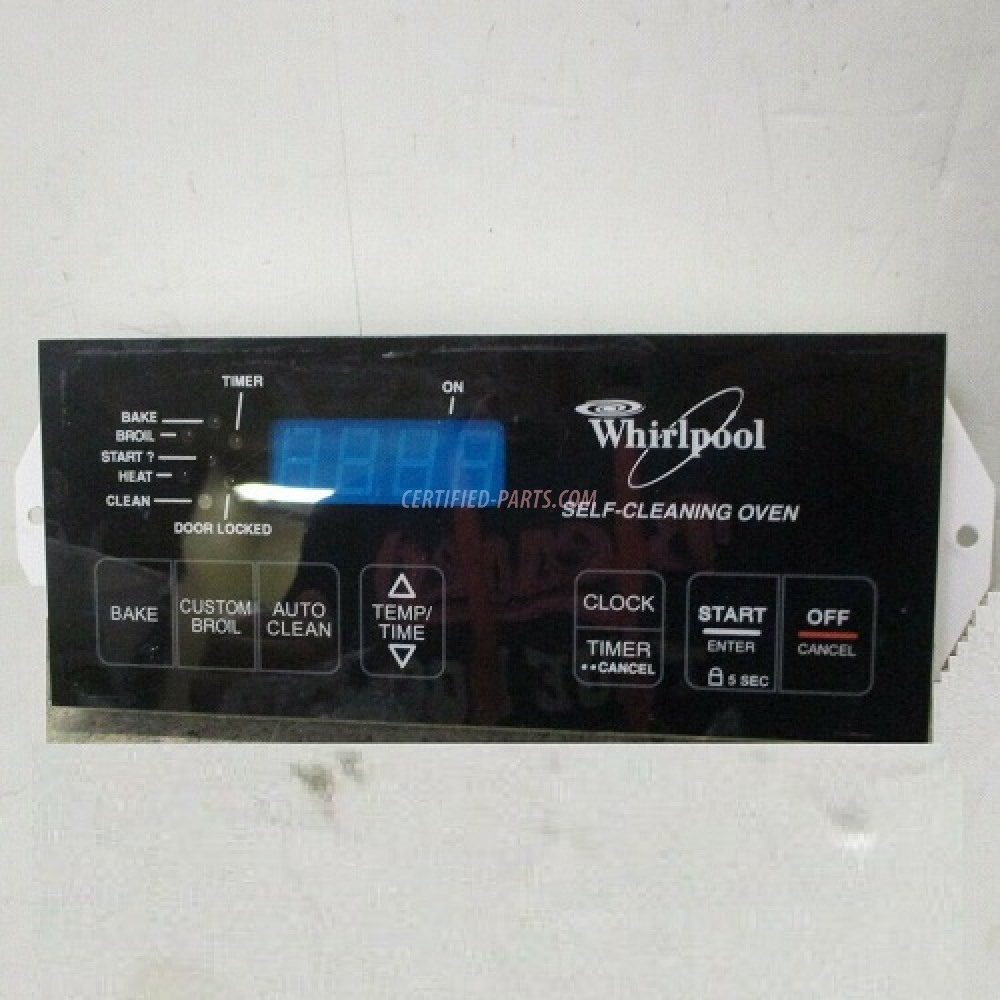 TIMER
ON
BAKE
BROIL
START ?
HEAT
CLEAN
DOOR LOCKED
Whirlpool
CERTIFIED-PARTS.COM
SELF-CLEANING OVEN
BAKE
CUSTOM
BROIL
AUTO
CLEAN
TEMP/
TIME
CLOCK
TIMER
••CANCEL
START
ENTER
5 SEC
OFF
CANCEL